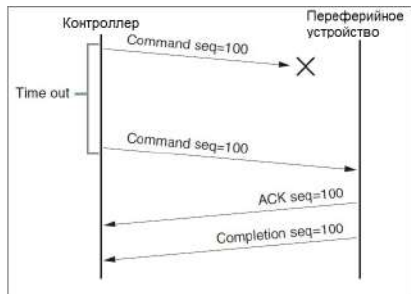 Контроллер
Переферийное
устройство
Command seq=100
Time out
Command seq=100
ACK seq=100
Completion seq=100